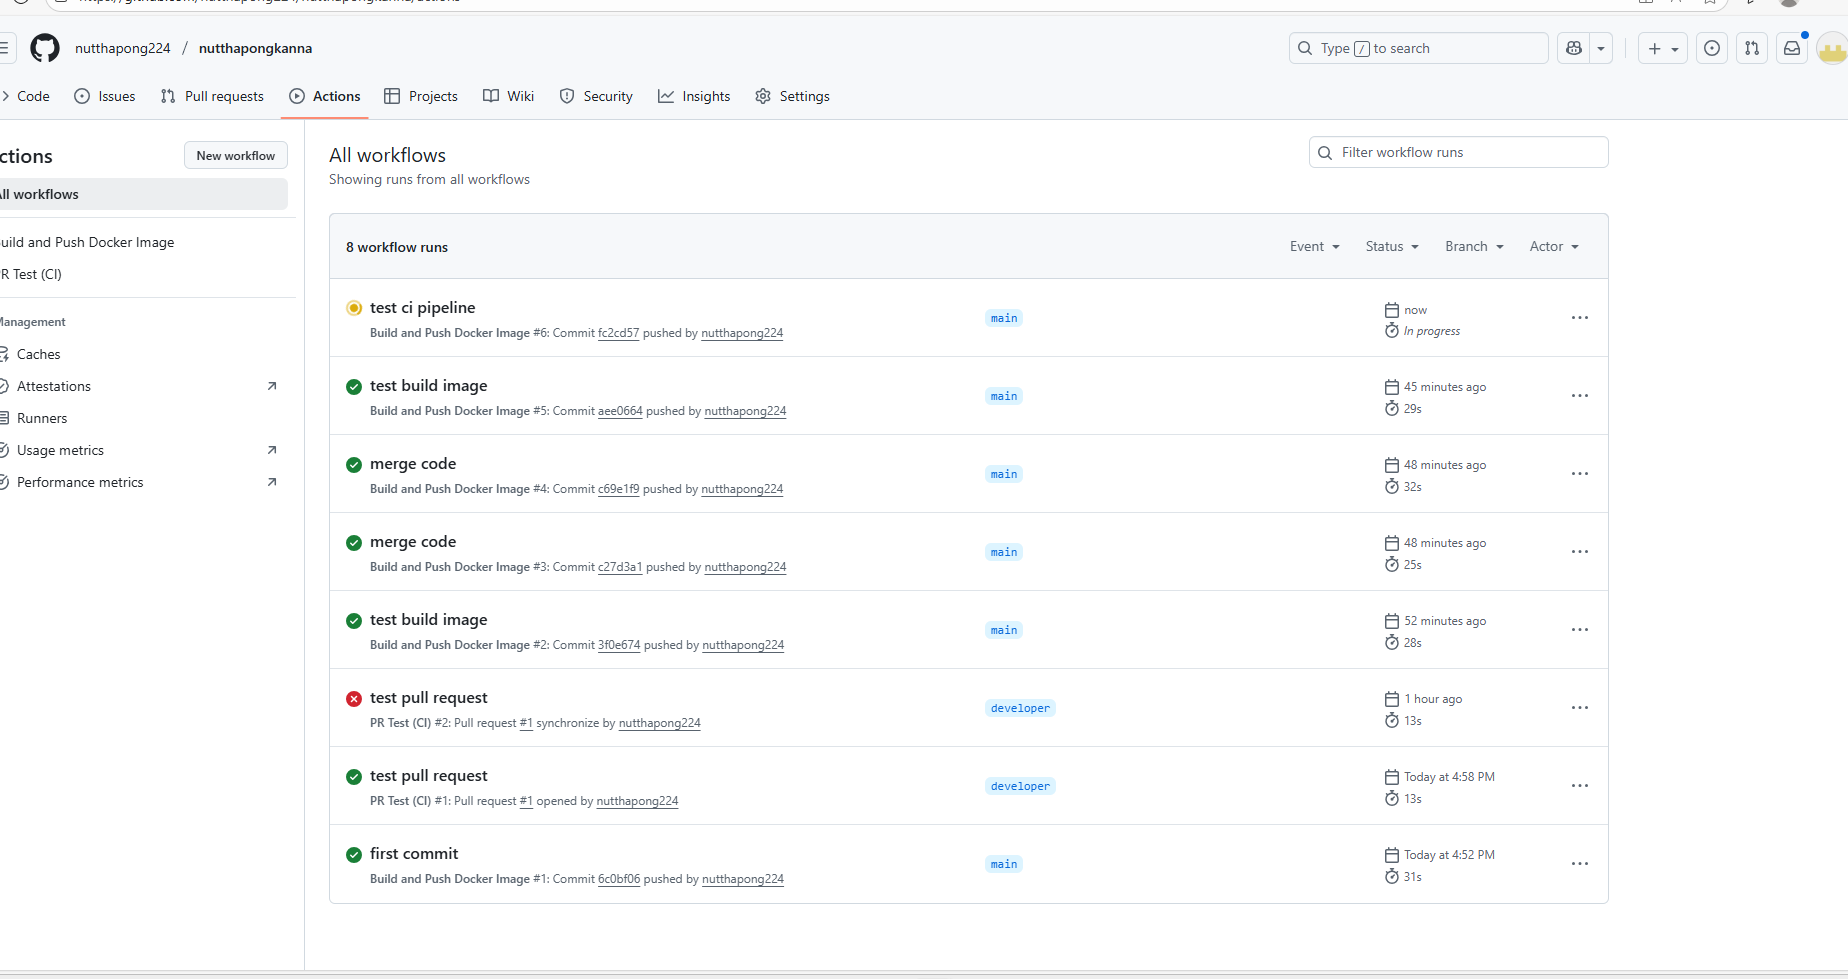 nutthapong224 / nutthapongkanna
Type / to search
Code
Issues
Pull requests
Actions
Projects
Wiki
Security
Insights
Settings
ctions
New workflow
ll workflows
uild and Push Docker Image
R Test (CI)
Management
Caches
Attestations
Runners
Usage metrics
Performance metrics
All workflows
Showing runs from all workflows
Filter workflow runs
8 workflow runs
Event
Status
Branch
Actor
test ci pipeline
Build and Push Docker Image #6: Commit fc2cd57 pushed by nutthapong224
main
now
In progress
test build image
Build and Push Docker Image #5: Commit aee0664 pushed by nutthapong224
main
45 minutes ago
29s
merge code
Build and Push Docker Image #4: Commit c69e1f9 pushed by nutthapong224
main
48 minutes ago
32s
merge code
Build and Push Docker Image #3: Commit c27d3a1 pushed by nutthapong224
main
48 minutes ago
25s
test build image
Build and Push Docker Image #2: Commit 3f0e674 pushed by nutthapong224
main
52 minutes ago
28s
test pull request
PR Test (CI) #2: Pull request #1 synchronize by nutthapong224
developer
1 hour ago
13s
test pull request
PR Test (CI) #1: Pull request #1 opened by nutthapong224
developer
Today at 4:58 PM
13s
first commit
Build and Push Docker Image #1: Commit 6c0bf06 pushed by nutthapong224
main
Today at 4:52 PM
31s